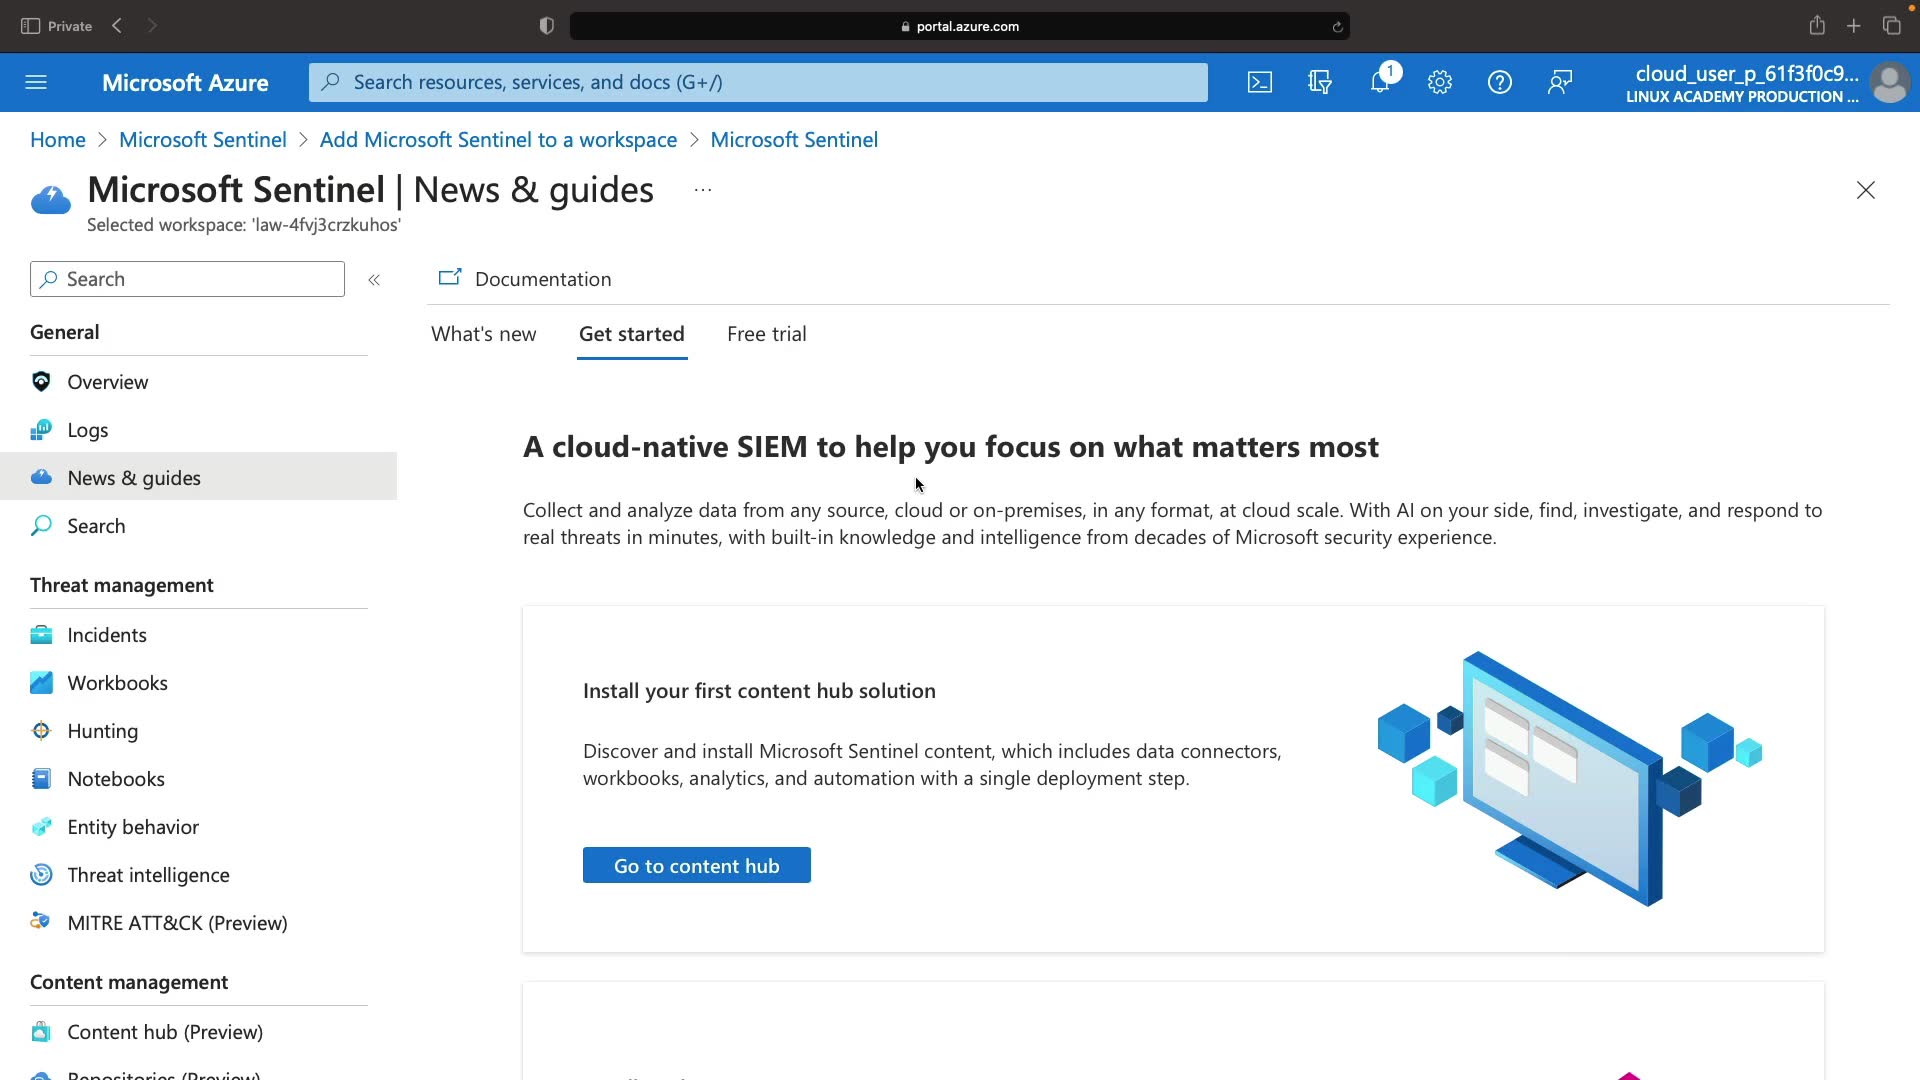 Private
portal.azure.com
Microsoft Azure
Search resources, services, and docs (G+/)
1
cloud_user_p_61f3f0c9...
LINUX ACADEMY PRODUCTION ...
Home > Microsoft Sentinel > Add Microsoft Sentinel to a workspace > Microsoft Sentinel
Microsoft Sentinel | News & guides ...
Selected workspace: 'law-4fvj3crzkuhos'
Search
«
Documentation
General
What's new
Get started
Free trial
Overview
Logs
News & guides
Search
A cloud-native SIEM to help you focus on what matters most
Collect and analyze data from any source, cloud or on-premises, in any format, at cloud scale. With AI on your side, find, investigate, and respond to
real threats in minutes, with built-in knowledge and intelligence from decades of Microsoft security experience.
Threat management
Incidents
Workbooks
Hunting
Notebooks
Entity behavior
Threat intelligence
MITRE ATT&CK (Preview)
Install your first content hub solution
Discover and install Microsoft Sentinel content, which includes data connectors,
workbooks, analytics, and automation with a single deployment step.
Go to content hub
Content management
Content hub (Preview)
Repositories (Preview)